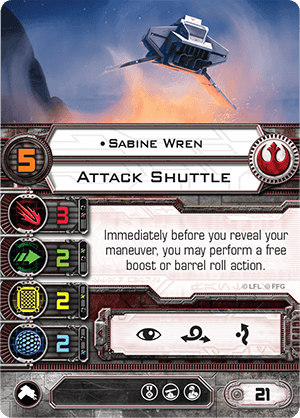 • Sabine Wren
5
Attack Shuttle
3
2
2
2
Immediately before you reveal your
maneuver, you may perform a free
boost or barrel roll action.
© LFL © FFG
21